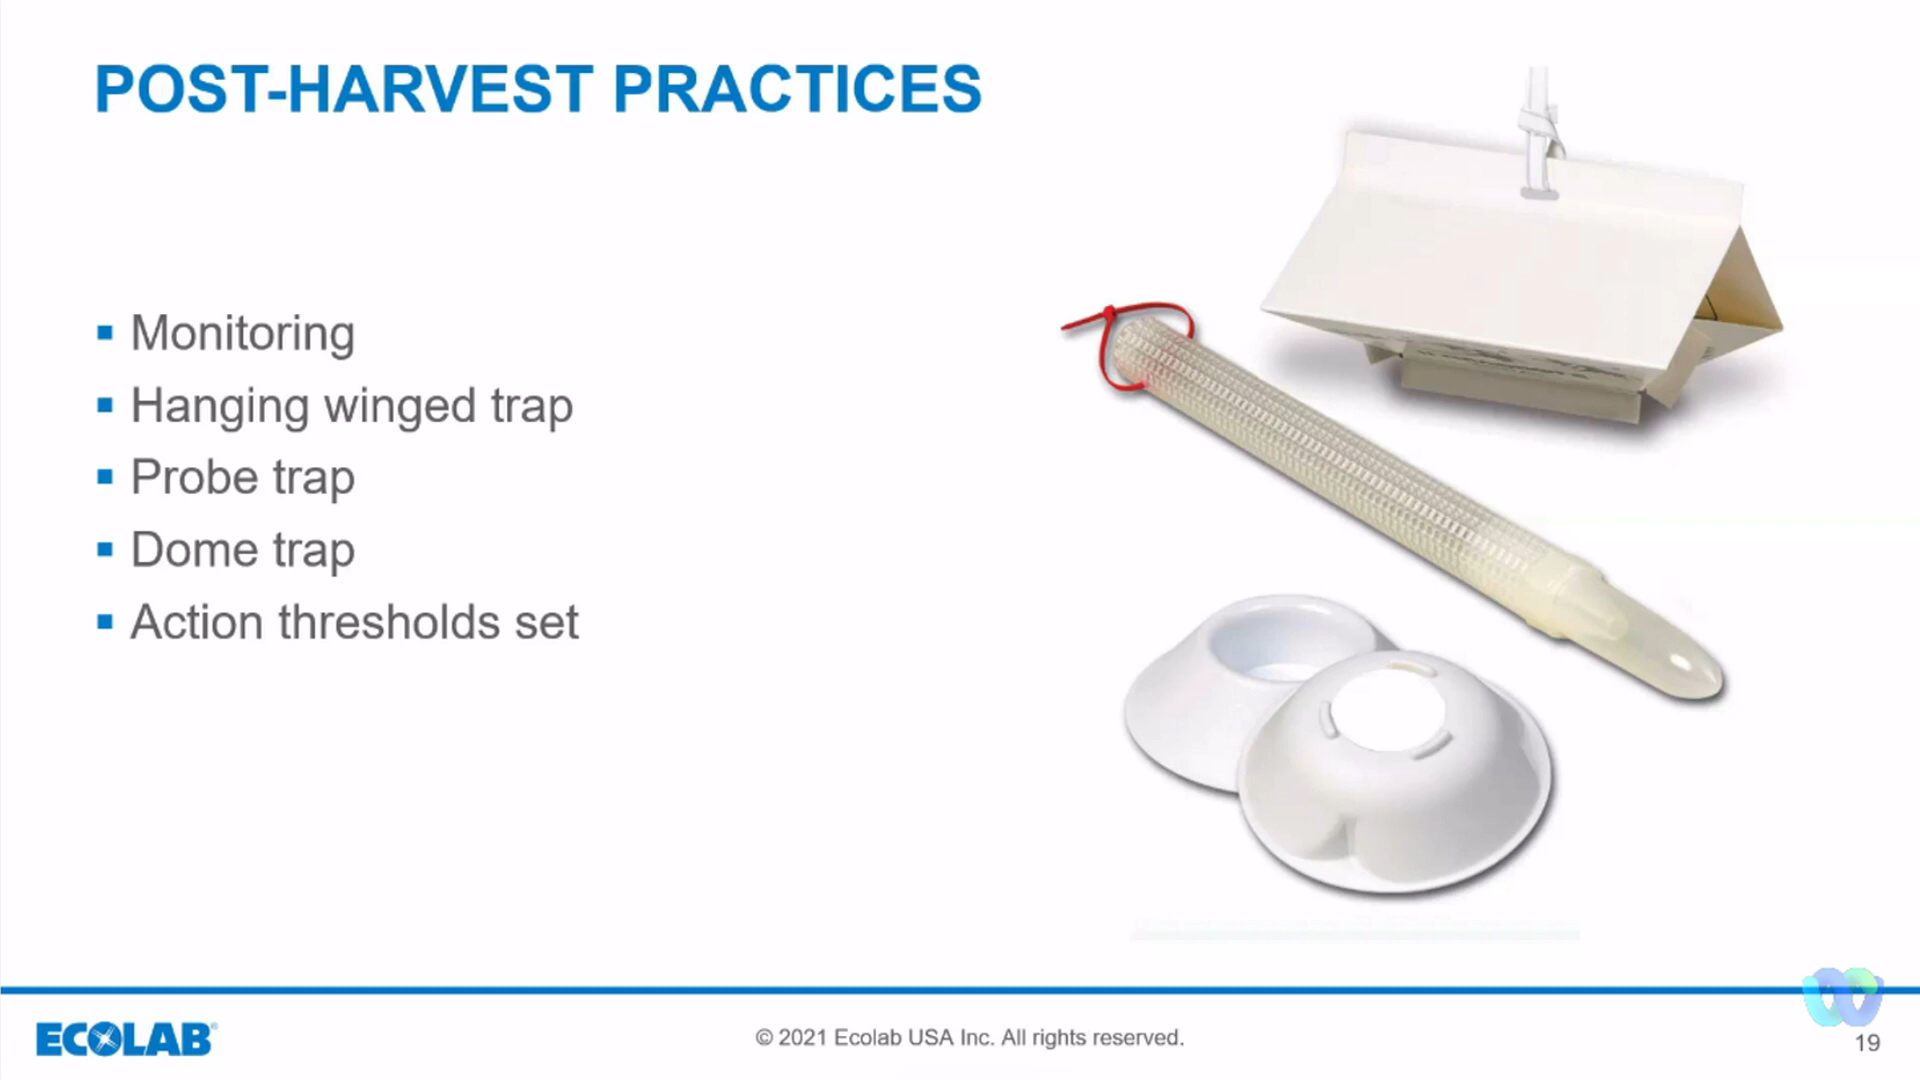 POST-HARVEST PRACTICES
▪ Monitoring
▪ Hanging winged trap
▪ Probe trap
▪ Dome trap
▪ Action thresholds set
ECOLAB®
© 2021 Ecolab USA Inc. All rights reserved.
19